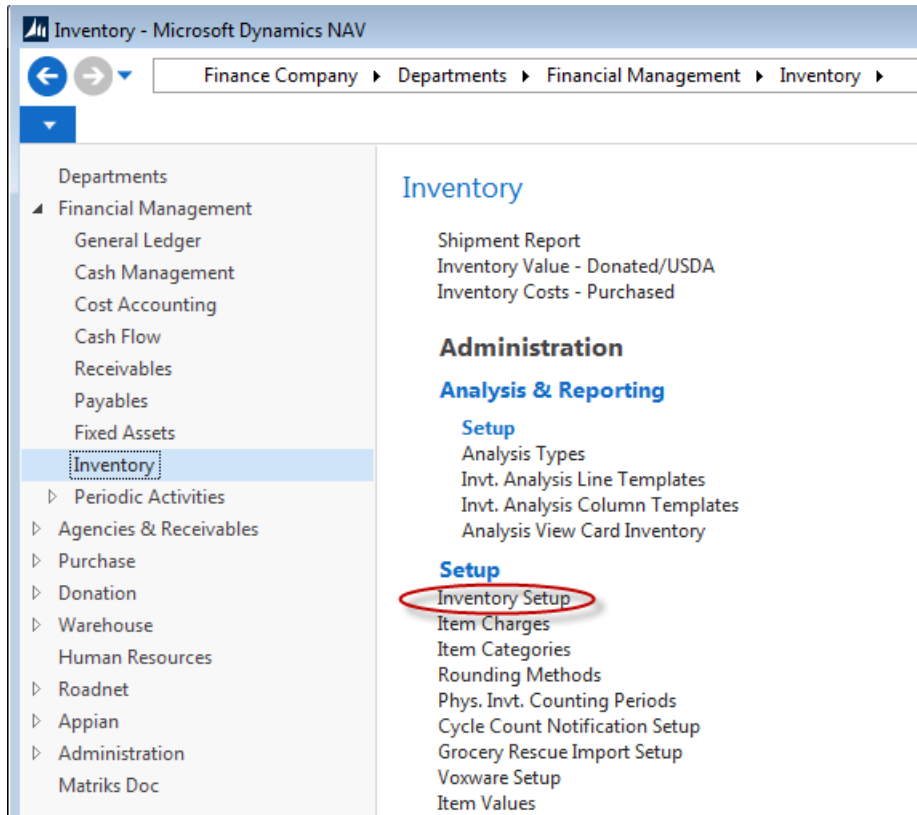 Inventory - Microsoft Dynamics NAV
Finance Company Departments Financial Management Inventory
Departments
Financial Management
General Ledger
Cash Management
Cost Accounting
Cash Flow
Receivables
Payables
Fixed Assets
Inventory
Periodic Activities
Agencies & Receivables
Purchase
Donation
Warehouse
Human Resources
Roadnet
Appian
Administration
Matriks Doc
Inventory
Shipment Report
Inventory Value - Donated/USDA
Inventory Costs - Purchased
Administration
Analysis & Reporting
Setup
Analysis Types
Invt. Analysis Line Templates
Invt. Analysis Column Templates
Analysis View Card Inventory
Setup
Inventory Setup
Item Charges
Item Categories
Rounding Methods
Phys. Invt. Counting Periods
Cycle Count Notification Setup
Grocery Rescue Import Setup
Voxware Setup
Item Values